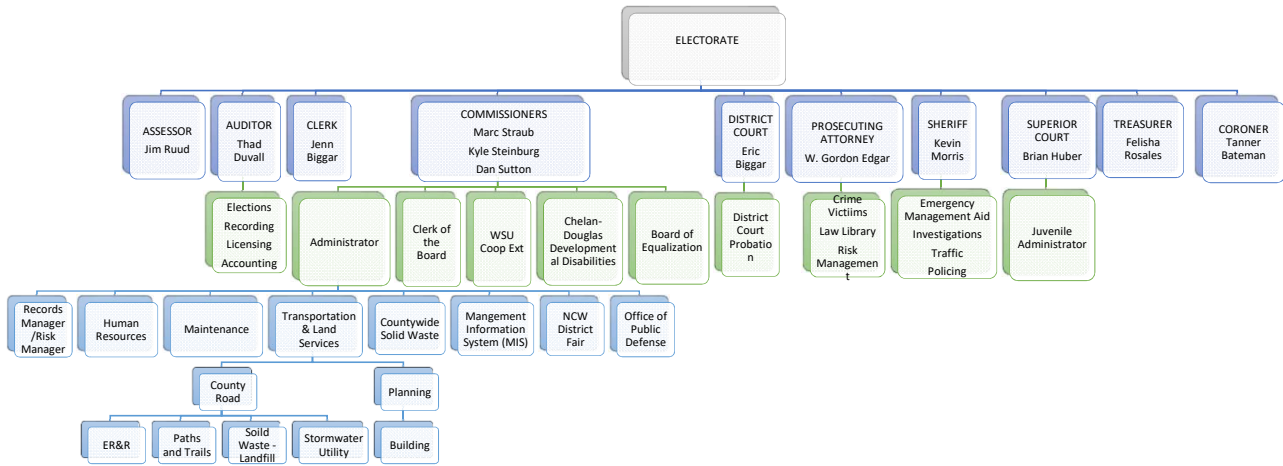 ELECTORATE
ASSESSOR
Jim Ruud
AUDITOR
Thad
Duvall
CLERK
Jenn
Biggar
COMMISSIONERS
Marc Straub
Kyle Steinburg
Dan Sutton
DISTRICT
COURT
Eric
Biggar
PROSECUTING
ATTORNEY
W. Gordon Edgar
SHERIFF
Kevin
Morris
SUPERIOR
COURT
Brian Huber
TREASURER
Felisha
Rosales
CORONER
Tanner
Bateman
Elections
Recording
Licensing
Accounting
Administrator
Clerk of
the
Board
WSU
Coop Ext
Chelan-
Douglas
Development
al Disabilities
Board of
Equalization
District
Court
Probatio
n
Crime
Victiims
Law Library
Risk
Managemen
t
Emergency
Management Aid
Investigations
Traffic
Policing
Juvenile
Administrator
Records
Manager
/Risk
Manager
Human
Resources
Maintenance
Transportation
& Land
Services
Countywide
Solid Waste
Mangement
Information
System (MIS)
NCW
District
Fair
Office of
Public
Defense
County
Road
Planning
ER&R
Paths
and Trails
Soild
Waste -
Landfill
Stormwater
Utility
Building